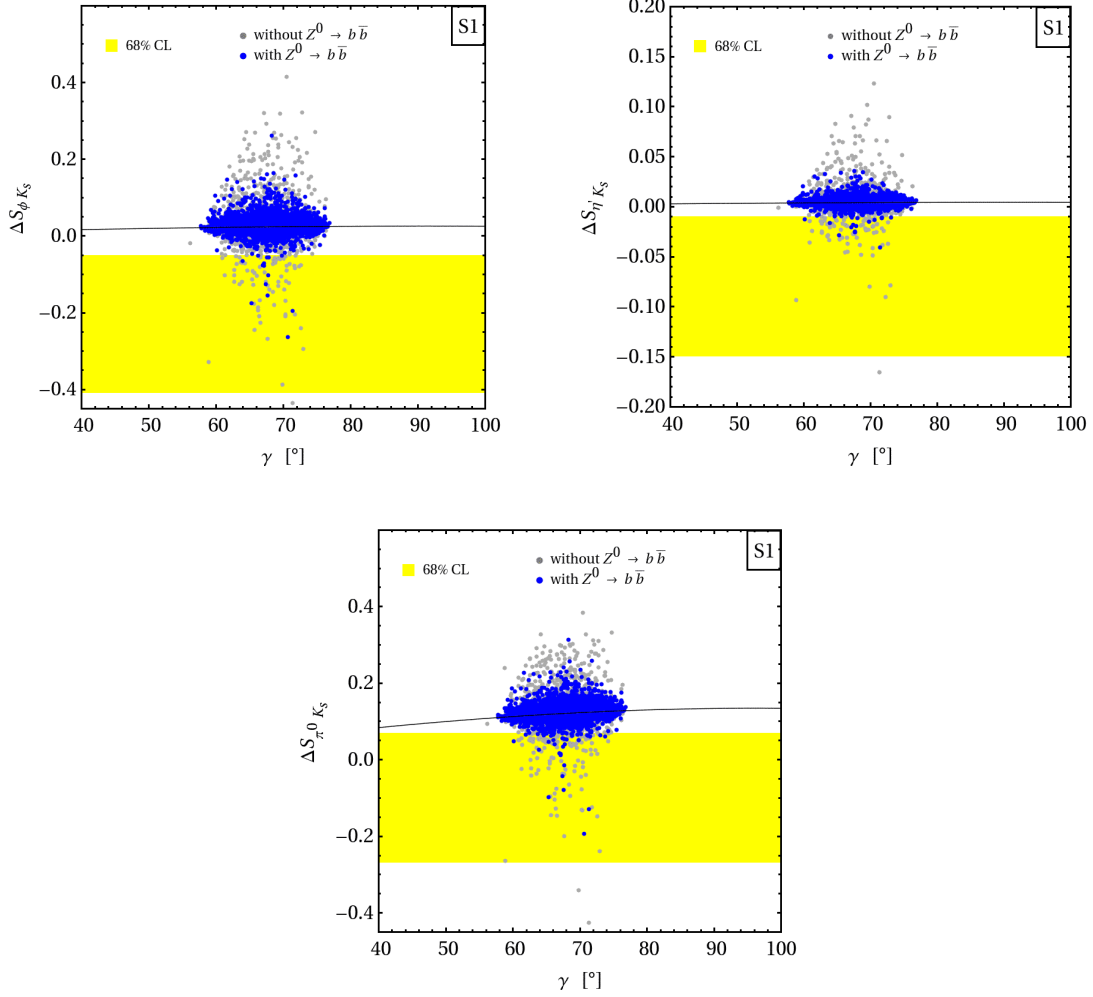 S1
68% CL
without Z⁰ → b b̅
with Z⁰ → b b̅
0.4
0.2
0.0
−0.2
−0.4
ΔS_ϕ K_s
40 50 60 70 80 90 100
γ [°]
S1
68% CL
without Z⁰ → b b̅
with Z⁰ → b b̅
0.20
0.15
0.10
0.05
0.00
−0.05
−0.10
−0.15
−0.20
ΔS_η′ K_s
40 50 60 70 80 90 100
γ [°]
S1
68% CL
without Z⁰ → b b̅
with Z⁰ → b b̅
0.4
0.2
0.0
−0.2
−0.4
ΔS_π⁰ K_s
40 50 60 70 80 90 100
γ [°]